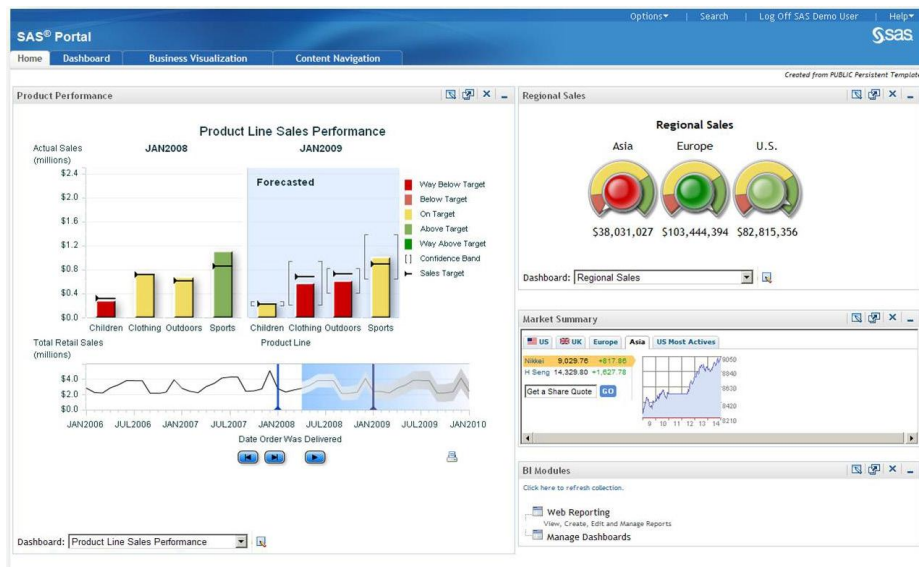 Options▾ | Search | Log Off SAS Demo User | Help▾
SAS® Portal
sas
Home Dashboard Business Visualization Content Navigation
Created from PUBLIC Persistent Template
Product Performance
Product Line Sales Performance
Actual Sales
(millions)
JAN2008 JAN2009
$2.4
$2.0
$1.6
$1.2
$0.8
$0.4
$0.0
Forecasted
Way Below Target
Below Target
On Target
Above Target
Way Above Target
[ ] Confidence Band
Sales Target
Children Clothing Outdoors Sports Children Clothing Outdoors Sports
Product Line
Total Retail Sales
(millions)
$4.0
$2.0
$0.0
JAN2006 JUL2006 JAN2007 JUL2007 JAN2008 JUL2008 JAN2009 JUL2009 JAN2010
Date Order Was Delivered
Dashboard: Product Line Sales Performance
Regional Sales
Regional Sales
Asia Europe U.S.
$38,031,027 $103,444,394 $82,815,356
Dashboard: Regional Sales
Market Summary
US UK Europe Asia US Most Actives
Nikkei 9,029.76 +817.86
H Seng 14,329.80 +1,627.78
Get a Share Quote GO
9050
8840
8630
8420
8210
9 10 11 12 13 14
BI Modules
Click here to refresh collection.
Web Reporting
View, Create, Edit and Manage Reports
Manage Dashboards